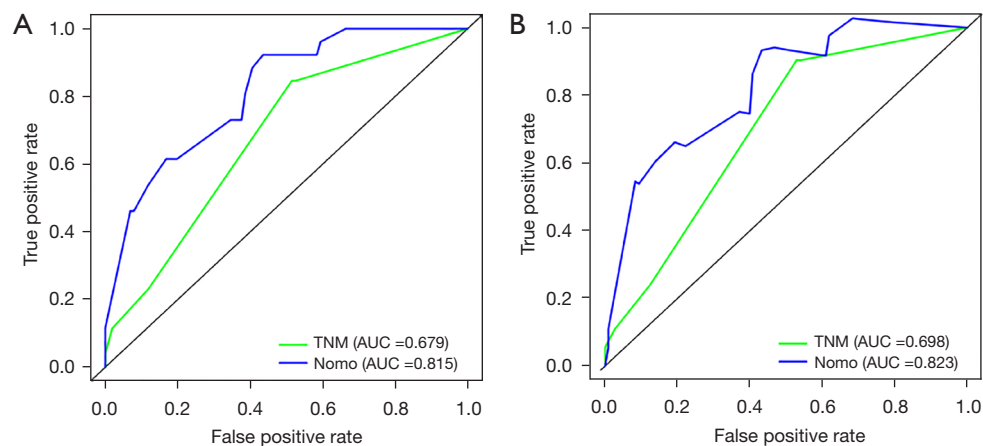 A
1.0
0.8
0.6
0.4
0.2
0.0
True positive rate
TNM (AUC =0.679)
Nomo (AUC =0.815)
0.0 0.2 0.4 0.6 0.8 1.0
False positive rate
B
1.0
0.8
0.6
0.4
0.2
0.0
True positive rate
TNM (AUC =0.698)
Nomo (AUC =0.823)
0.0 0.2 0.4 0.6 0.8 1.0
False positive rate